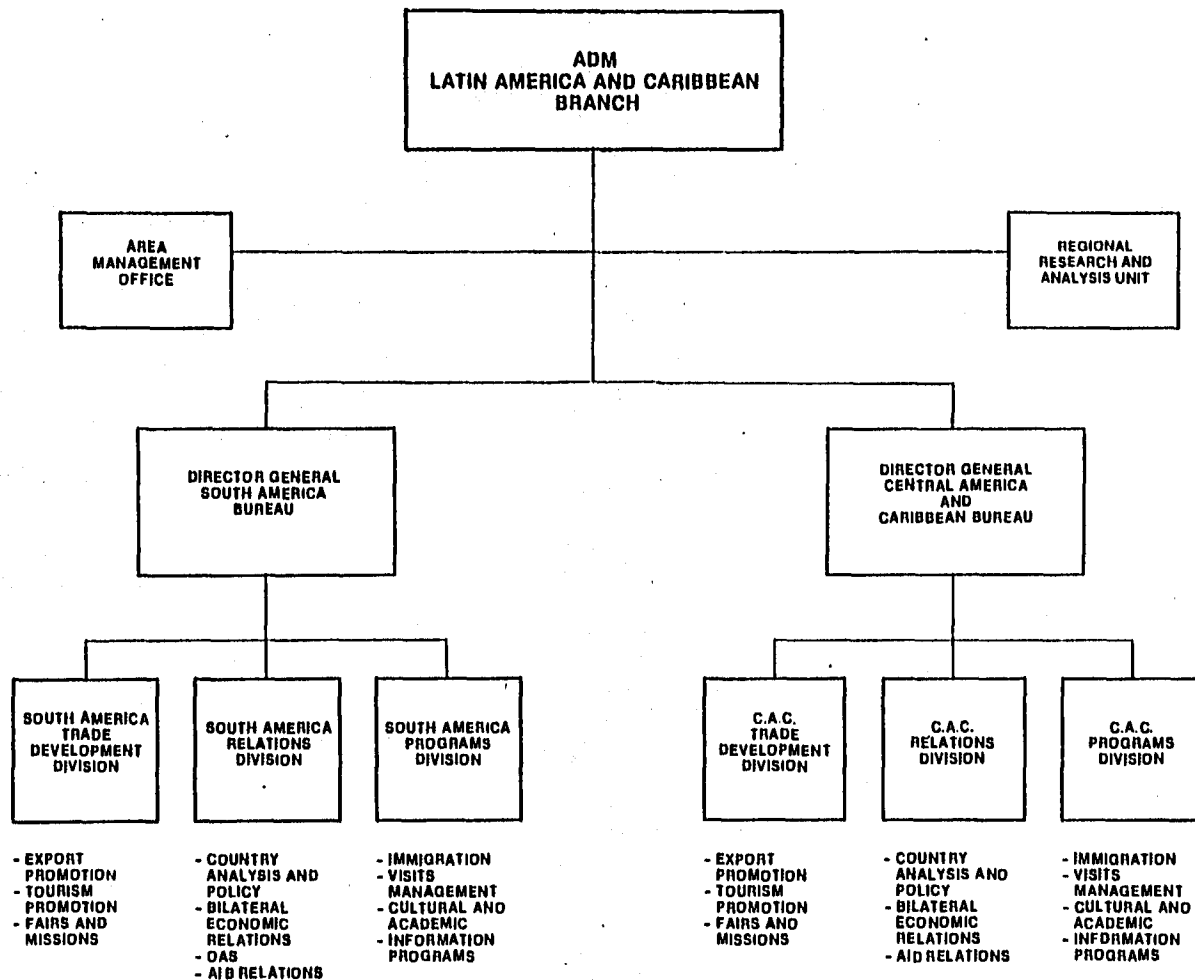 ADM
LATIN AMERICA AND CARIBBEAN
BRANCH
AREA
MANAGEMENT
OFFICE
REGIONAL
RESEARCH AND
ANALYSIS UNIT
DIRECTOR GENERAL
SOUTH AMERICA
BUREAU
DIRECTOR GENERAL
CENTRAL AMERICA
AND
CARIBBEAN BUREAU
SOUTH AMERICA
TRADE
DEVELOPMENT
DIVISION
SOUTH AMERICA
RELATIONS
DIVISION
SOUTH AMERICA
PROGRAMS
DIVISION
C.A.C.
TRADE
DEVELOPMENT
DIVISION
C.A.C.
RELATIONS
DIVISION
C.A.C.
PROGRAMS
DIVISION
- EXPORT
PROMOTION
- TOURISM
PROMOTION
- FAIRS AND
MISSIONS
- COUNTRY
ANALYSIS AND
POLICY
- BILATERAL
ECONOMIC
RELATIONS
- OAS
- AIB RELATIONS
- IMMIGRATION
- VISITS
MANAGEMENT
- CULTURAL AND
ACADEMIC
- INFORMATION
PROGRAMS
- EXPORT
PROMOTION
- TOURISM
PROMOTION
- FAIRS AND
MISSIONS
- COUNTRY
ANALYSIS AND
POLICY
- BILATERAL
ECONOMIC
RELATIONS
- AID RELATIONS
- IMMIGRATION
- VISITS
MANAGEMENT
- CULTURAL AND
ACADEMIC
- INFORMATION
PROGRAMS